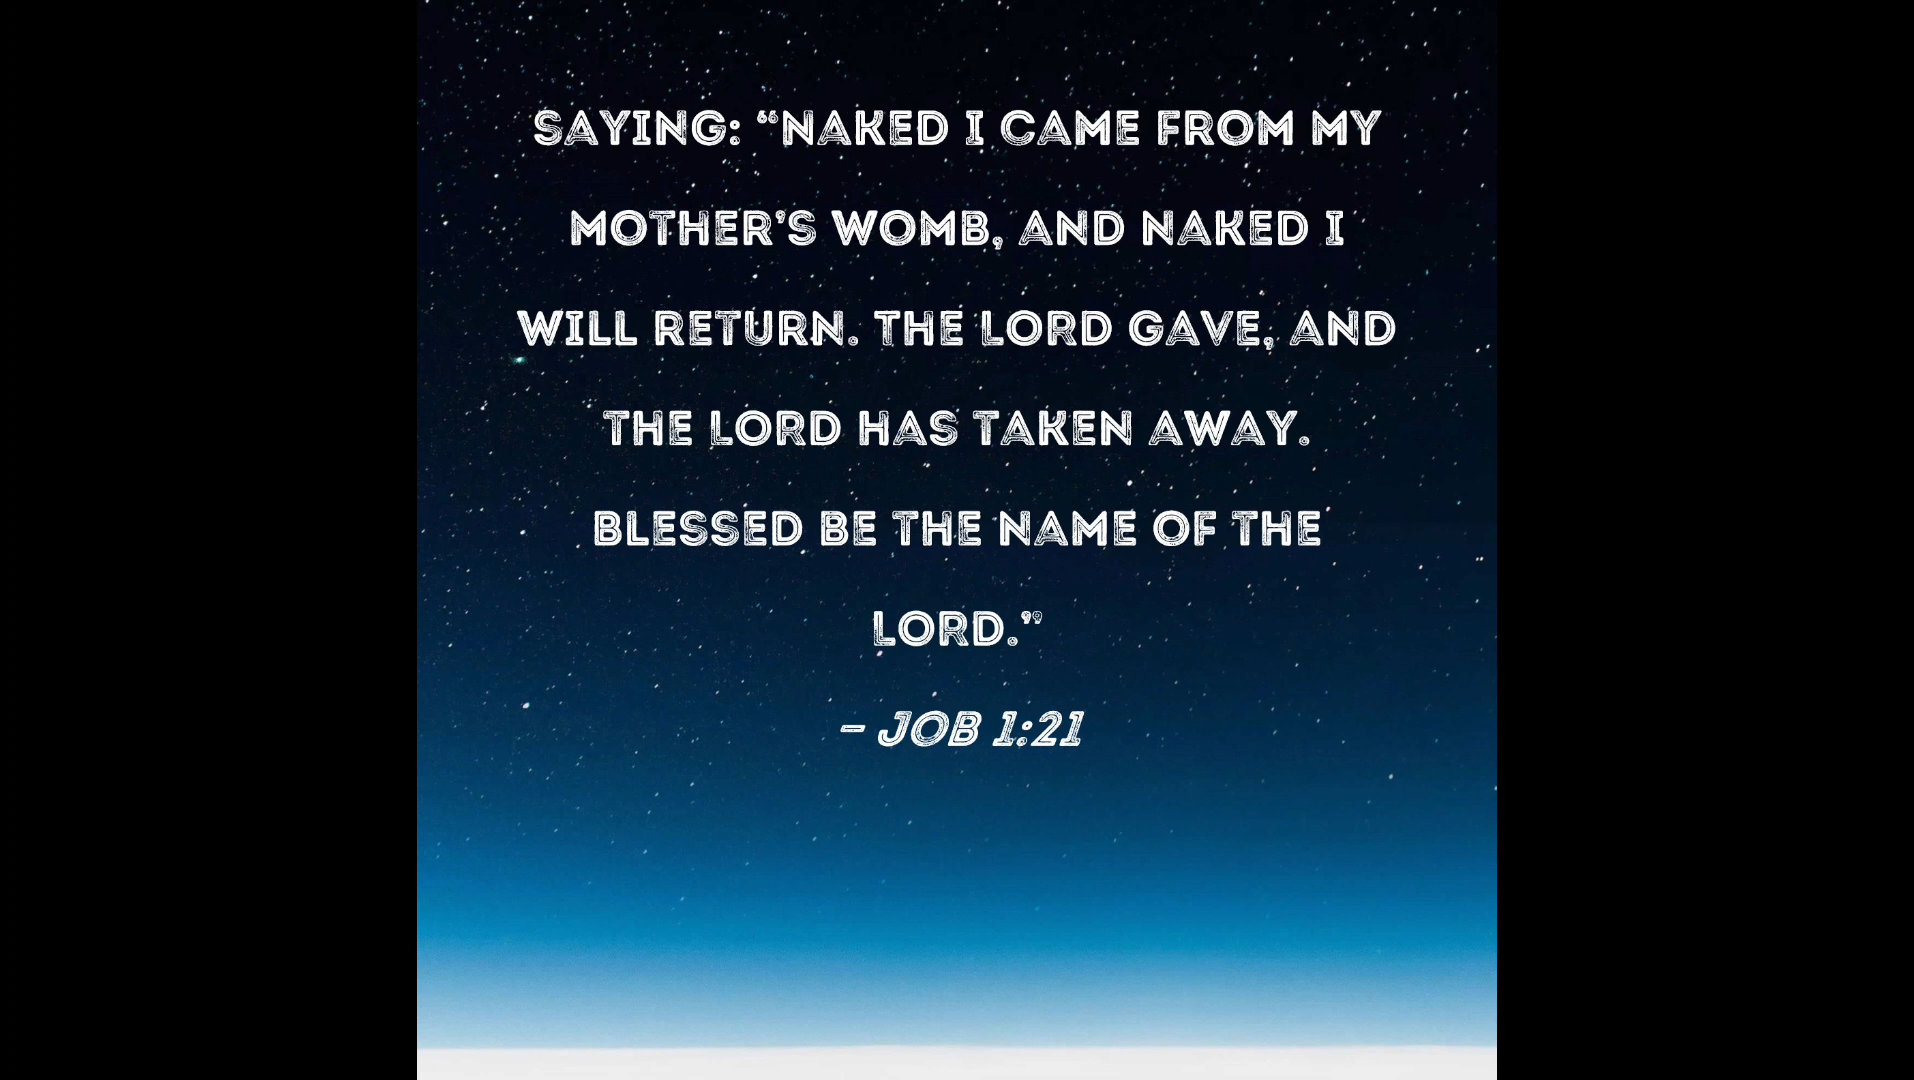 SAYING: “NAKED I CAME FROM MY
MOTHER’S WOMB, AND NAKED I
WILL RETURN. THE LORD GAVE, AND
THE LORD HAS TAKEN AWAY.
BLESSED BE THE NAME OF THE
LORD.”
– JOB 1:21